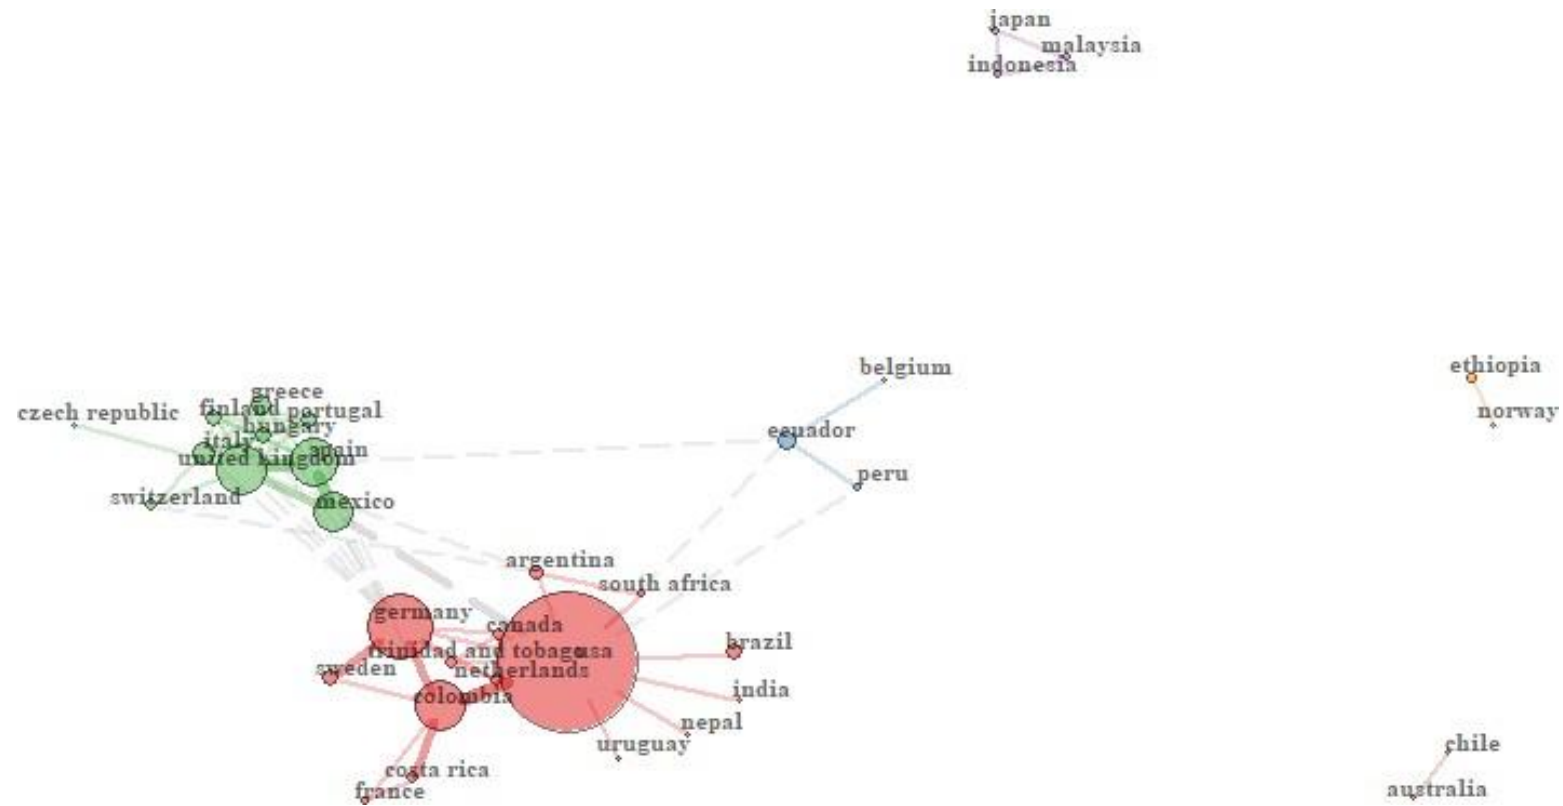 japan
malaysia
indonesia
belgium
ethiopia
greece
finland
portugal
czech republic
norway
hungary
ecuador
italy
spain
united kingdom
peru
switzerland
mexico
argentina
south africa
germany
canada
brazil
trinidad and tobago
usa
sweden
netherlands
india
colombia
nepal
uruguay
chile
costa rica
france
australia